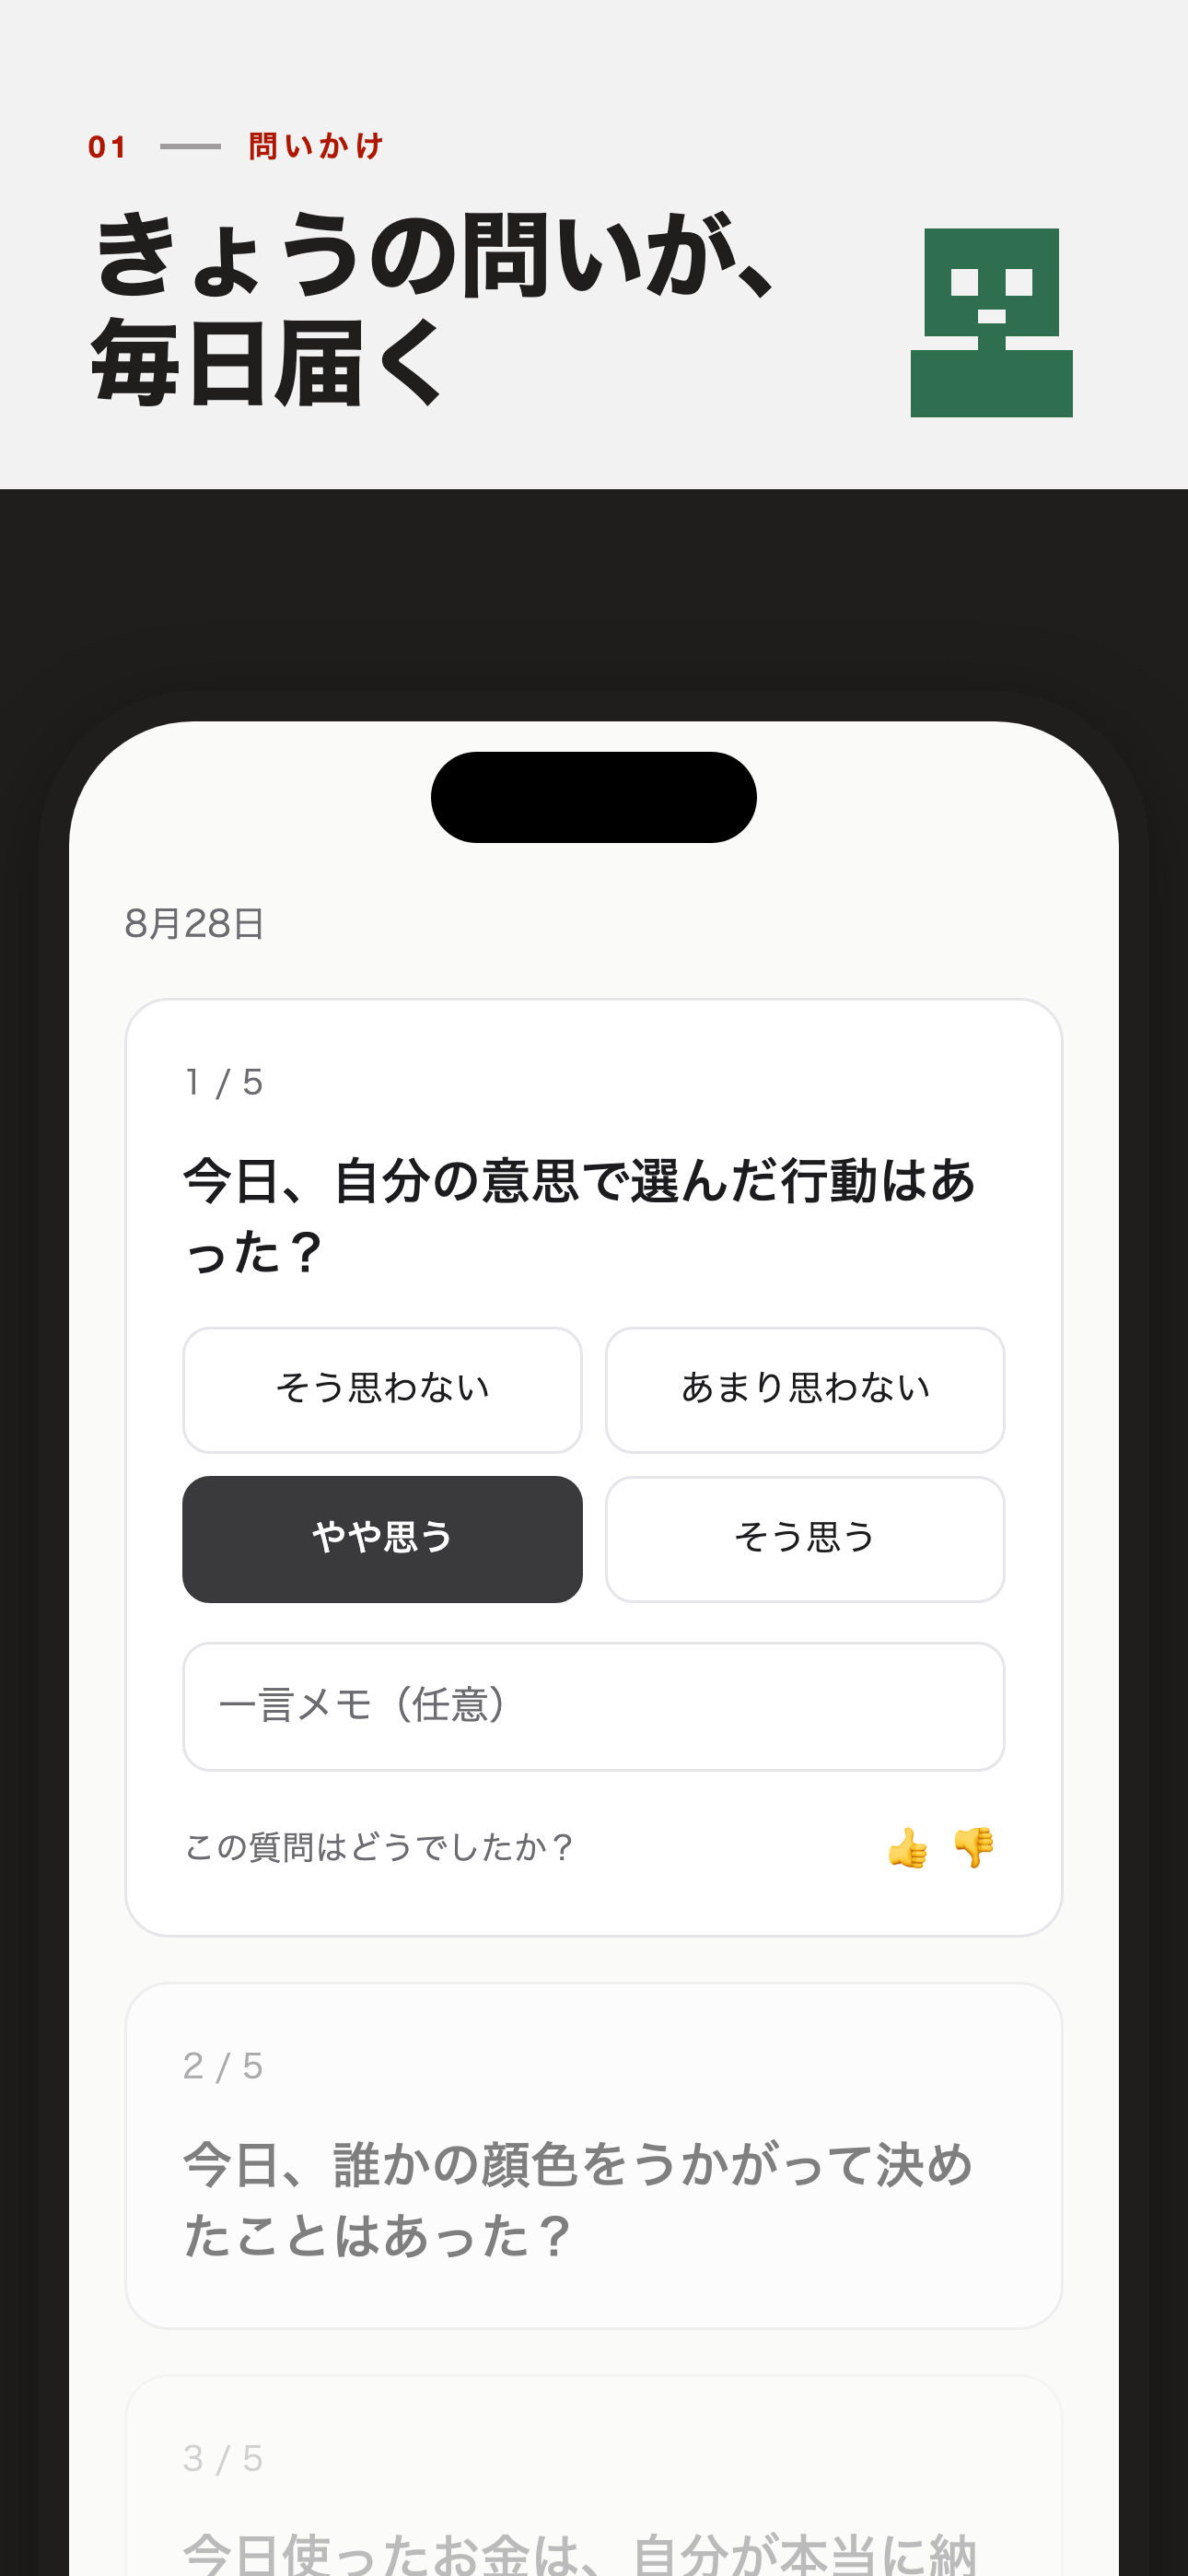 01 — 問いかけ
きょうの問いが、
毎日届く
8月28日
1 / 5
今日、自分の意思で選んだ行動はあ
った？
そう思わない
あまり思わない
やや思う
そう思う
一言メモ（任意）
この質問はどうでしたか？
2 / 5
今日、誰かの顔色をうかがって決め
たことはあった？
3 / 5
今日使ったお金は、自分が本当に納